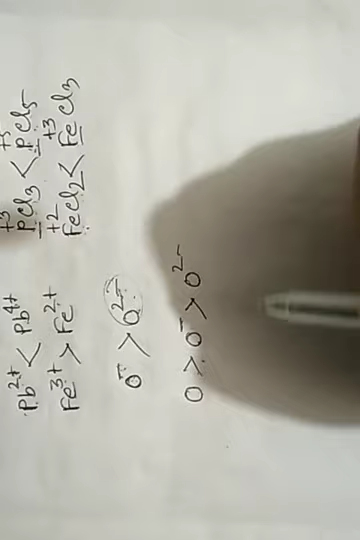 Pb²⁺ < Pb⁴⁺
Fe³⁺ > Fe²⁺
O⁻ > O²⁻
O > O⁻ > O²⁻
+3 +5
PCl₃ < PCl₅
+2 +3
FeCl₂ < FeCl₃